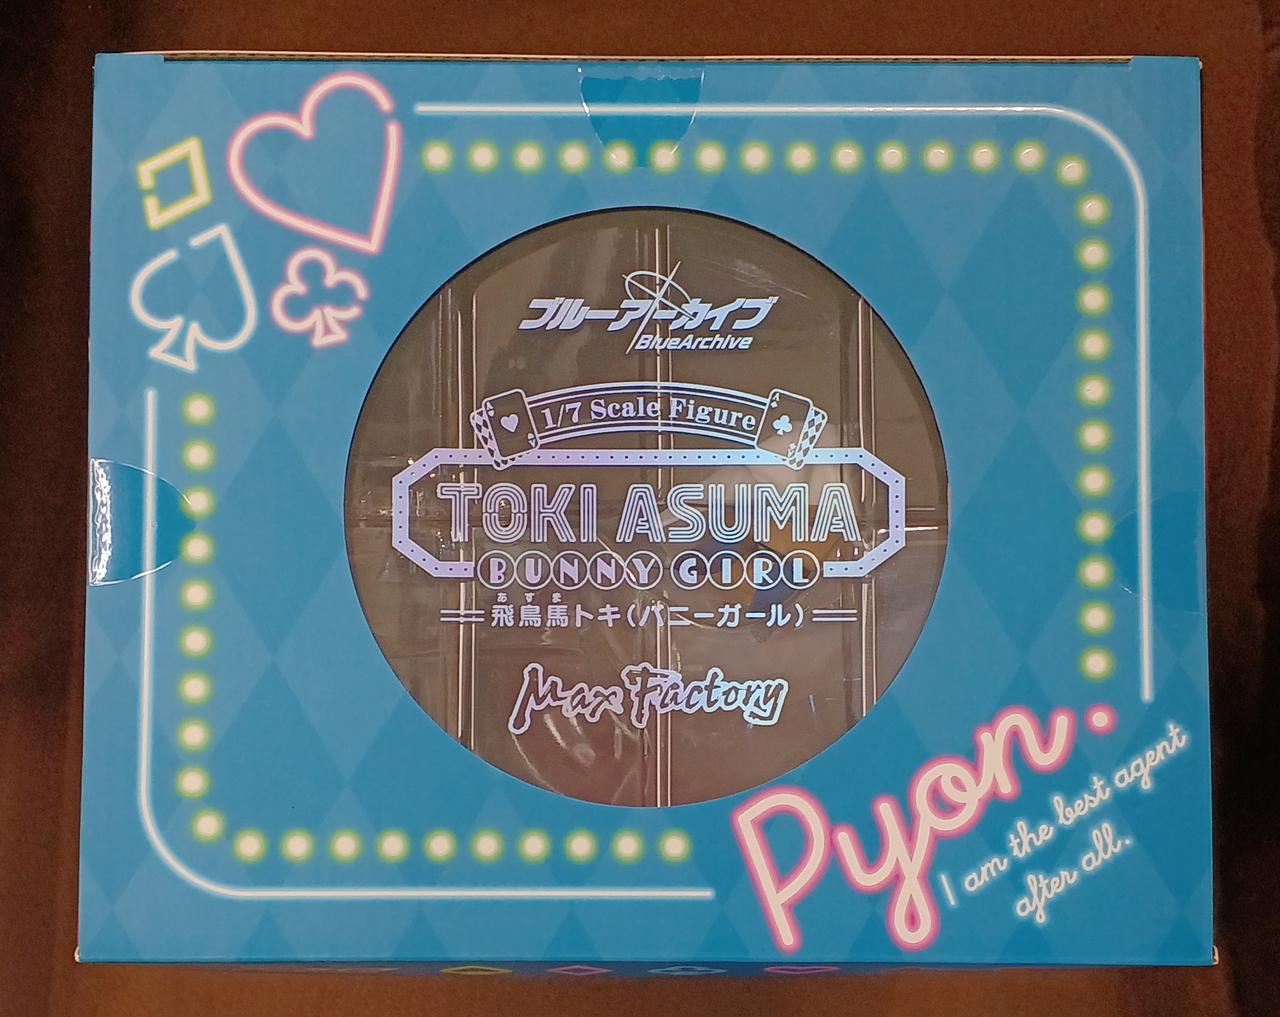 ブルーアーカイブ
BlueArchive
1/7 Scale Figure
TOKI ASUMA
BUNNY GIRL
あすま
飛鳥馬トキ(バニーガール)
Max Factory
Pyon.
I am the best agent
after all.